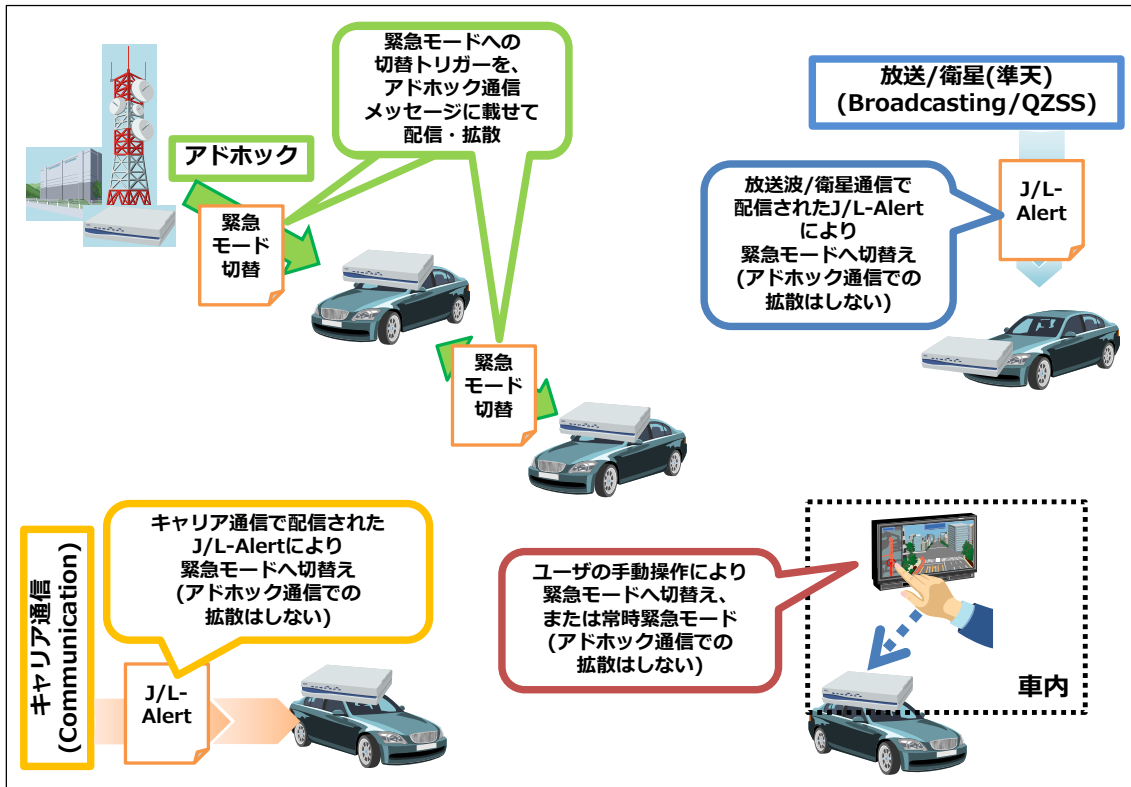 緊急モードへの
切替トリガーを、
アドホック通信
メッセージに載せて
配信・拡散
アドホック
緊急
モード
切替
緊急
モード
切替
放送/衛星(準天)
(Broadcasting/QZSS)
放送波/衛星通信で
配信されたJ/L-Alert
により
緊急モードへ切替え
(アドホック通信での
拡散はしない)
J/L-
Alert
キャリア通信
(Communication)
キャリア通信で配信された
J/L-Alertにより
緊急モードへ切替え
(アドホック通信での
拡散はしない)
J/L-
Alert
ユーザの手動操作により
緊急モードへ切替え、
または常時緊急モード
(アドホック通信での
拡散はしない)
車内